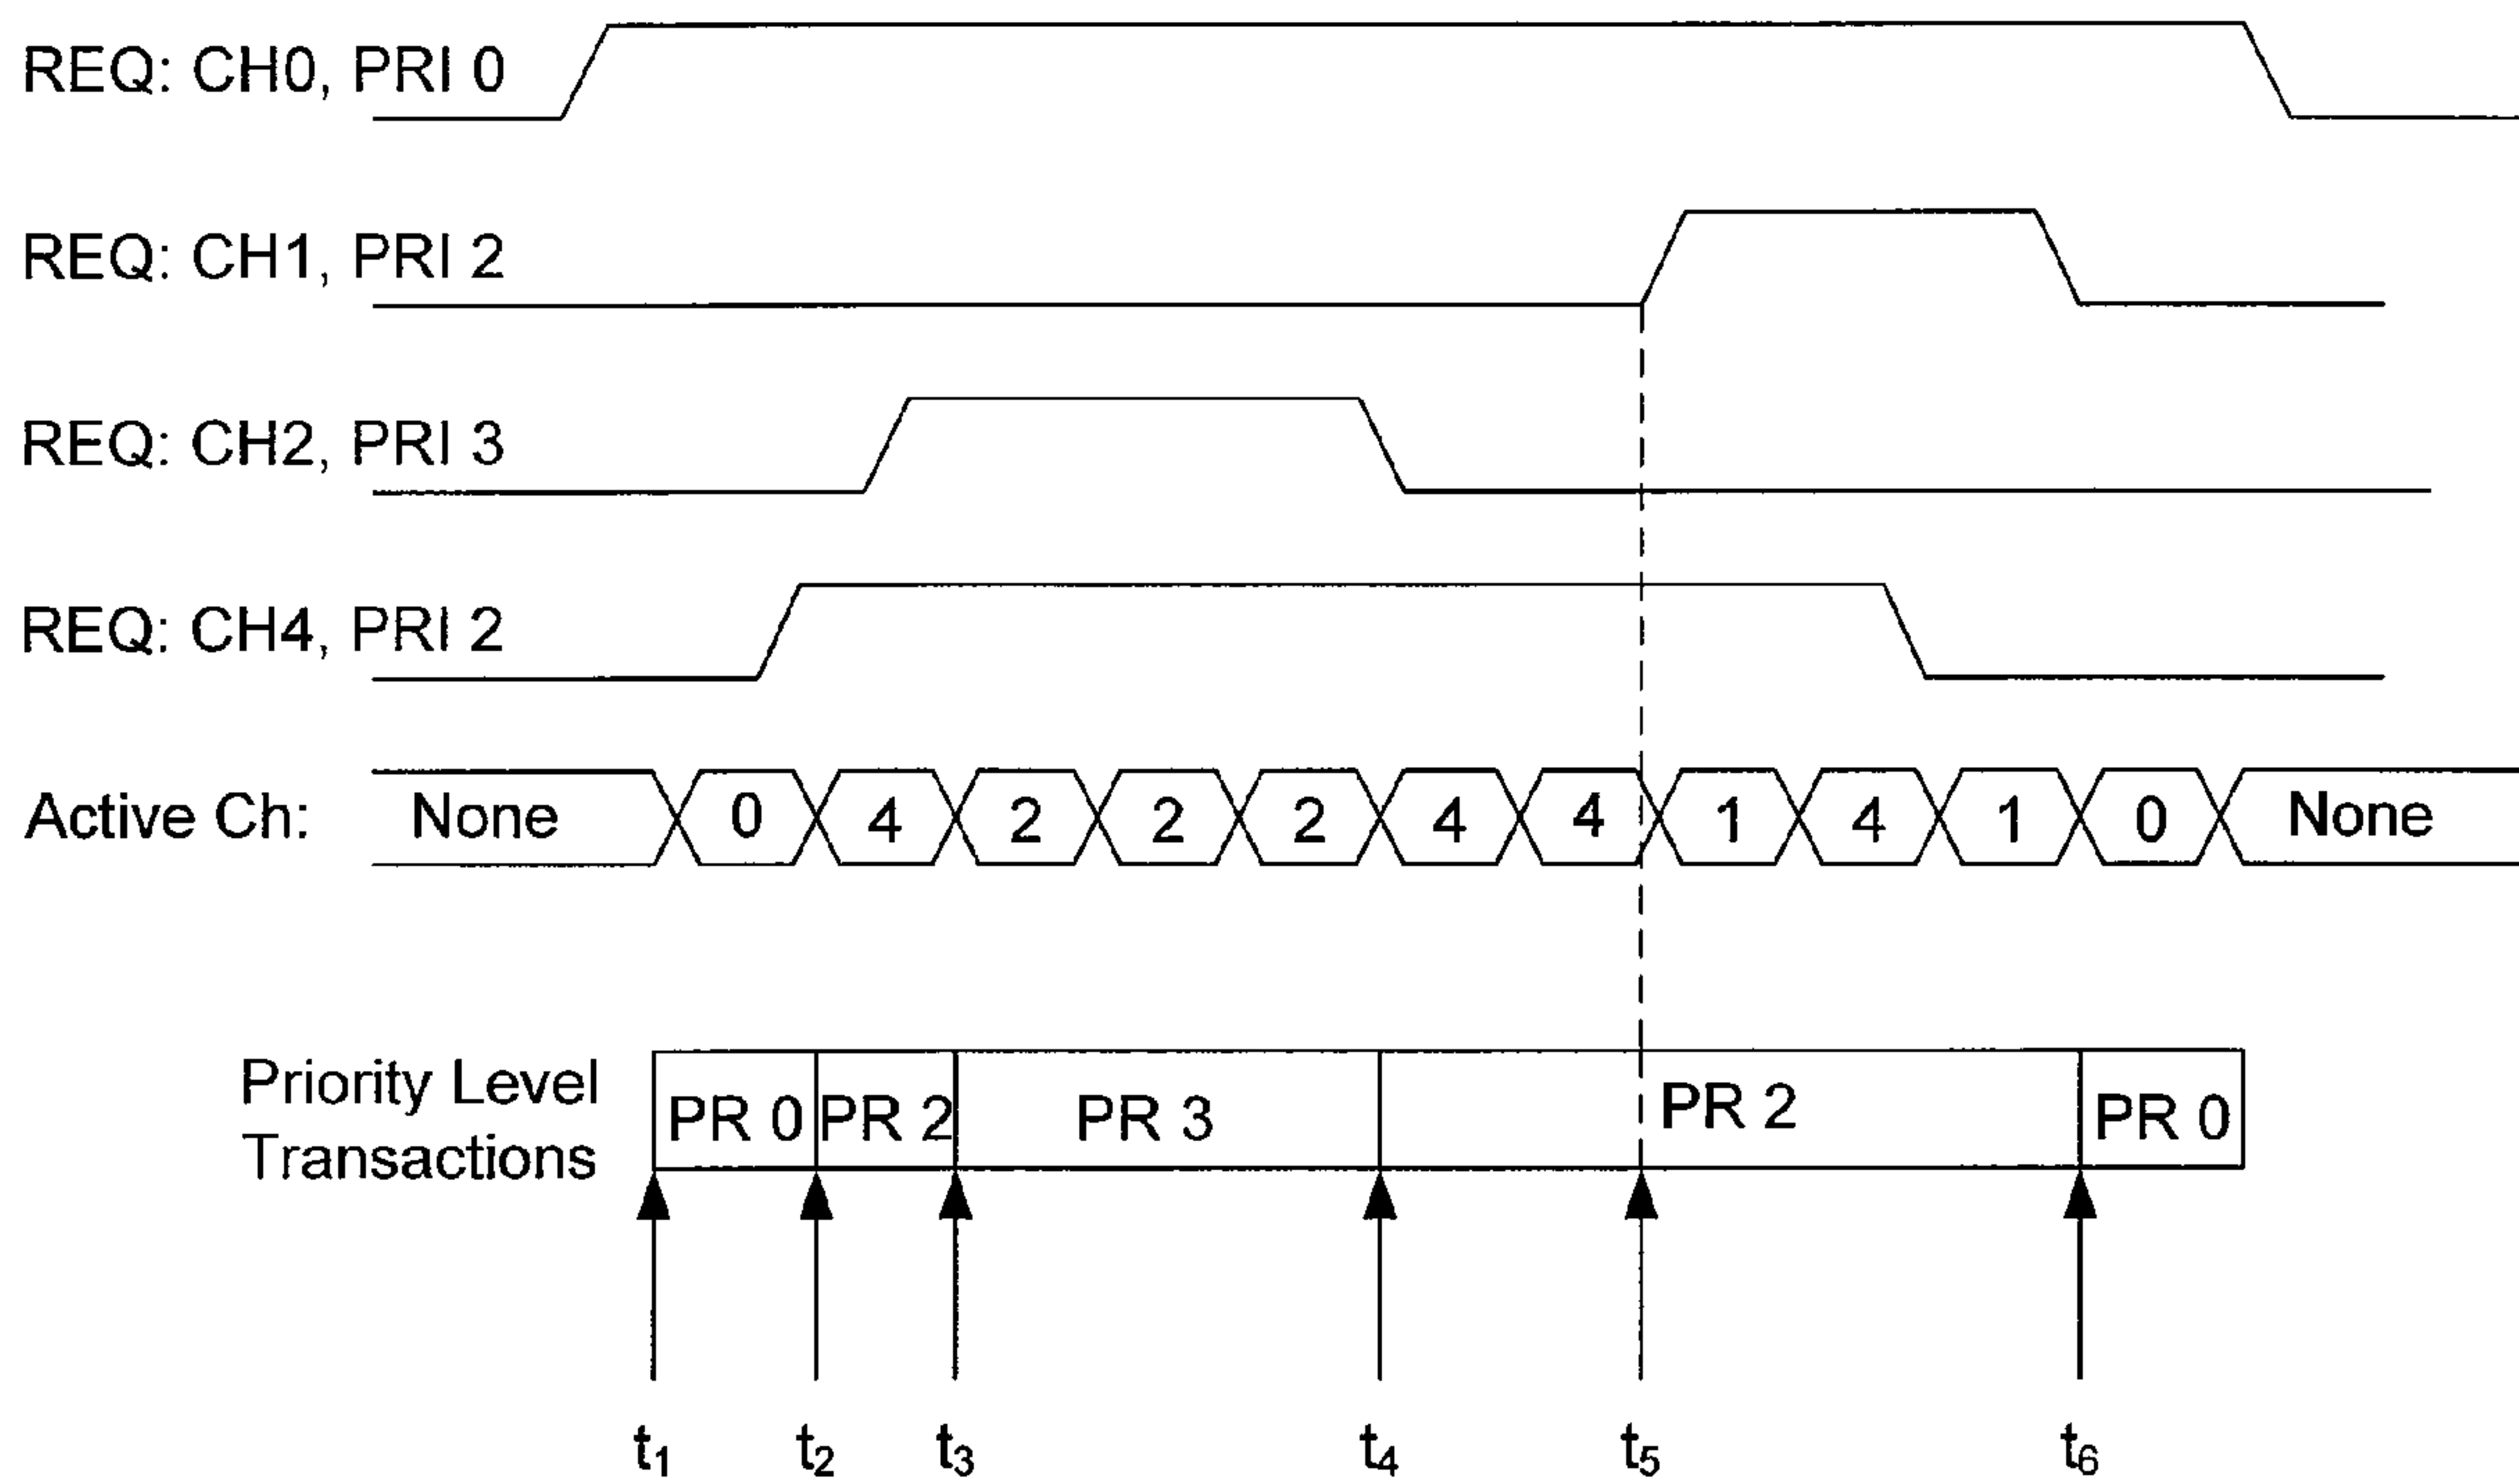 REQ: CH0, PRI 0
REQ: CH1, PRI 2
REQ: CH2, PRI 3
REQ: CH4, PRI 2
Active Ch: None 0 4 2 2 2 4 4 1 4 1 0 None
Priority Level
Transactions
PR 0 PR 2 PR 3 PR 2 PR 0
t1 t2 t3 t4 t5 t6